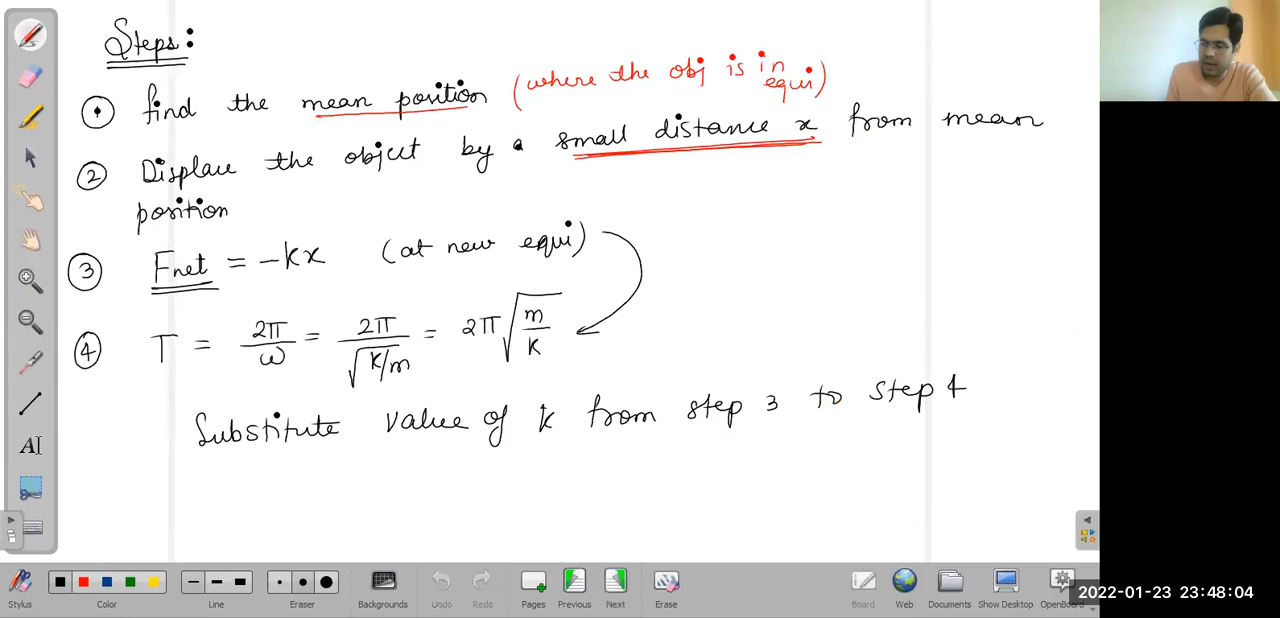 Steps:
① find the mean position (where the obj is in equi)
② Displace the object by a small distance x from mean
position
③ Fnet = -kx (at new equi)
④ T = 2π/ω = 2π/√(k/m) = 2π√(m/k)
Substitute value of k from step 3 to step 4
Stylus
Color
Line
Eraser
Backgrounds
Undo
Redo
Pages
Previous
Next
Erase
Board
Web
Documents
Show Desktop
OpenBoard
2022-01-23 23:48:04